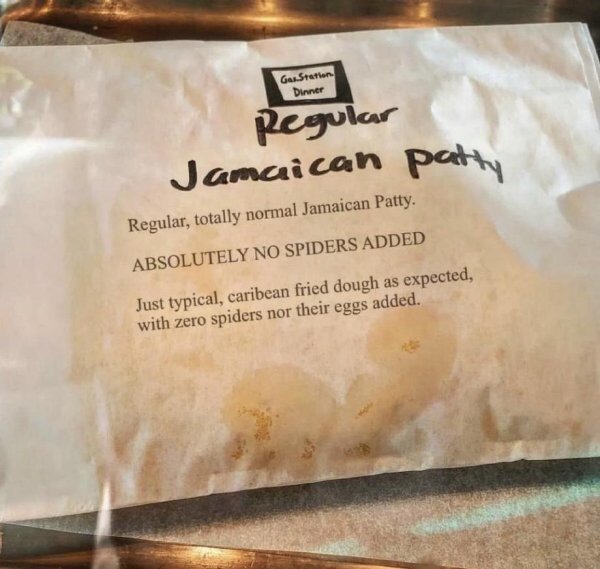 Gas Station
Dinner
Regular
Jamaican patty
Regular, totally normal Jamaican Patty.
ABSOLUTELY NO SPIDERS ADDED
Just typical, caribean fried dough as expected,
with zero spiders nor their eggs added.